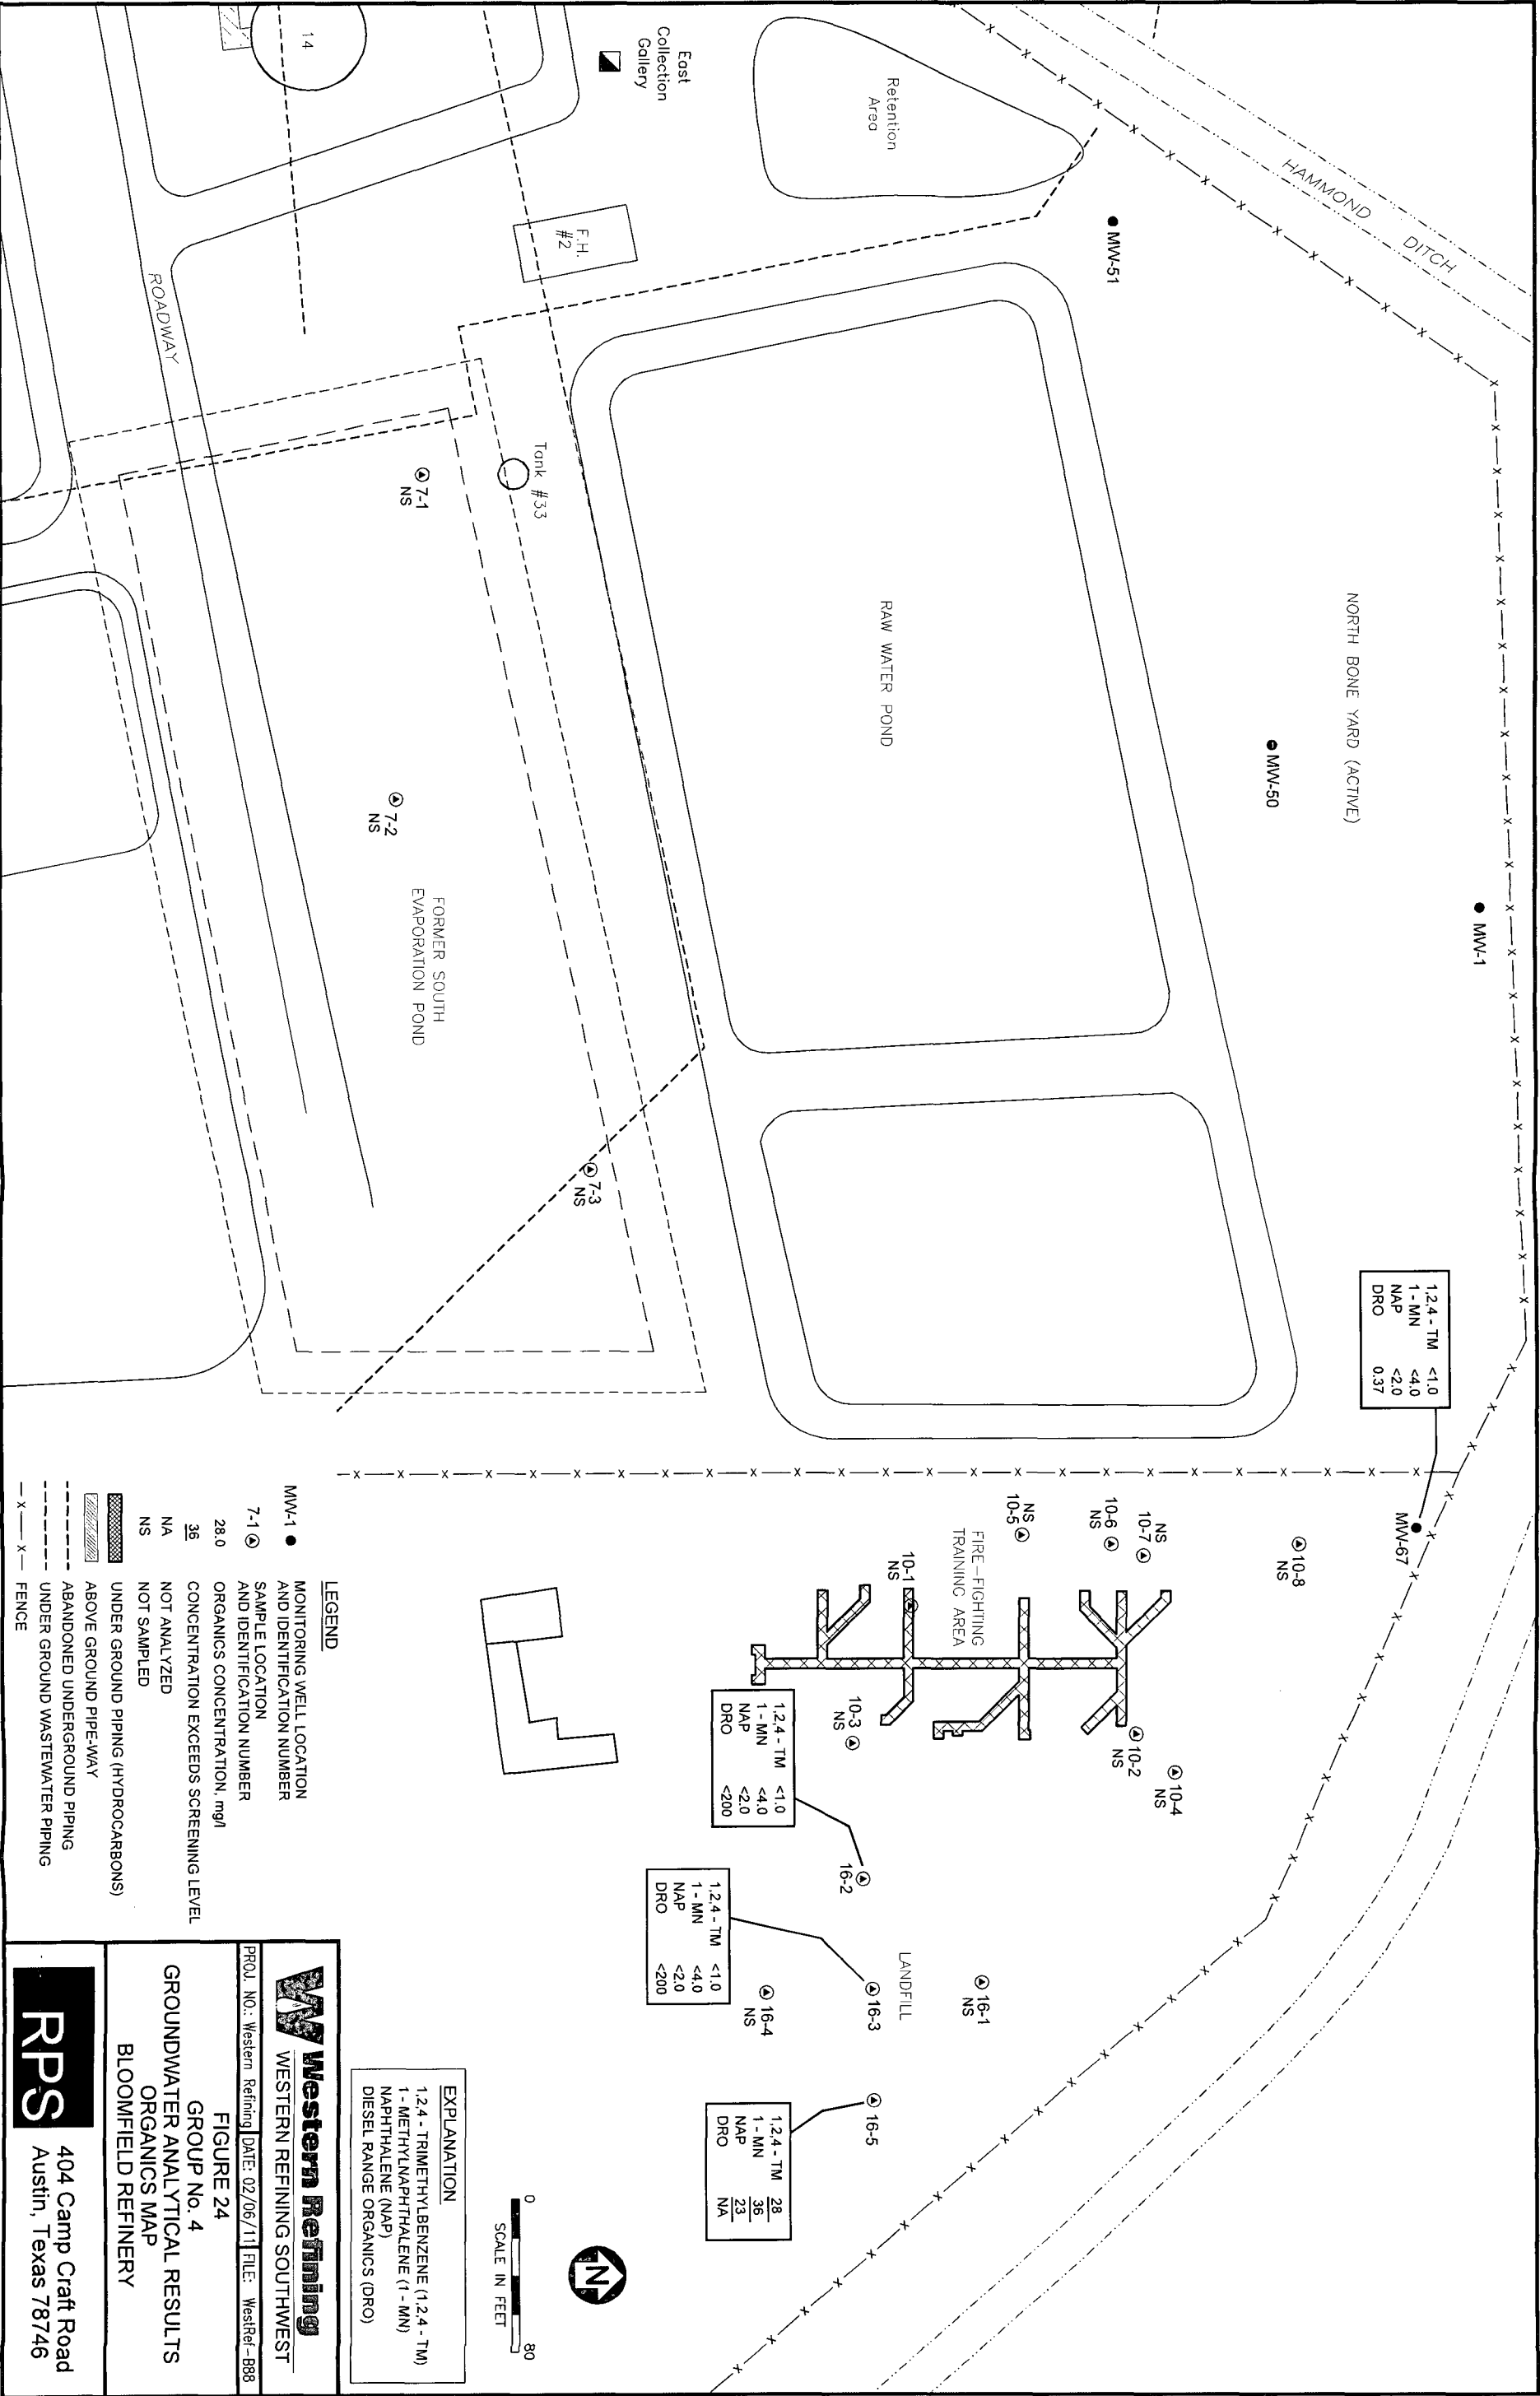 HAMMOND DITCH
Retention
Area
East
Collection
Gallery
14
F.H.
#2
ROADWAY
MW-51
Tank #33
7-1
NS
NORTH BONE YARD (ACTIVE)
RAW WATER POND
MW-50
MW-1
7-2
NS
FORMER SOUTH
EVAPORATION POND
7-3
NS
1,2,4 - TM <1.0
1 - MN <4.0
NAP <2.0
DRO 0.37
MW-67
10-8
NS
NS
10-7
10-6
NS
NS
10-5
FIRE-FIGHTING
TRAINING AREA
10-1
NS
10-2
NS
10-4
NS
10-3
NS
1,2,4 - TM <1.0
1 - MN <4.0
NAP <2.0
DRO <200
16-2
1,2,4 - TM <1.0
1 - MN <4.0
NAP <2.0
DRO <200
16-3
LANDFILL
16-1
NS
16-4
NS
16-5
1,2,4 - TM 28
1 - MN 36
NAP 23
DRO NA
N
0 80
SCALE IN FEET
EXPLANATION
1,2,4 - TRIMETHYLBENZENE (1,2,4 - TM)
1 - METHYLNAPHTHALENE (1 - MN)
NAPHTHALENE (NAP)
DIESEL RANGE ORGANICS (DRO)
LEGEND
MW-1 MONITORING WELL LOCATION
AND IDENTIFICATION NUMBER
7-1 SAMPLE LOCATION
AND IDENTIFICATION NUMBER
28.0 ORGANICS CONCENTRATION, mg/l
36 CONCENTRATION EXCEEDS SCREENING LEVEL
NA NOT ANALYZED
NS NOT SAMPLED
UNDER GROUND PIPING (HYDROCARBONS)
ABOVE GROUND PIPE-WAY
ABANDONED UNDERGROUND PIPING
UNDER GROUND WASTEWATER PIPING
FENCE
Western Refining
WESTERN REFINING SOUTHWEST
PROJ. NO.: Western Refining DATE: 02/06/11 FILE: WestRef-B88
FIGURE 24
GROUP No. 4
GROUNDWATER ANALYTICAL RESULTS
ORGANICS MAP
BLOOMFIELD REFINERY
RPS
404 Camp Craft Road
Austin, Texas 78746